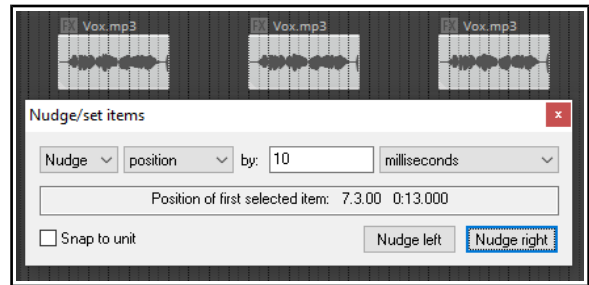 FX Vox.mp3 FX Vox.mp3 FX Vox.mp3
Nudge/set items x
Nudge position by: 10 milliseconds
Position of first selected item: 7.3.00 0:13.000
Snap to unit Nudge left Nudge right